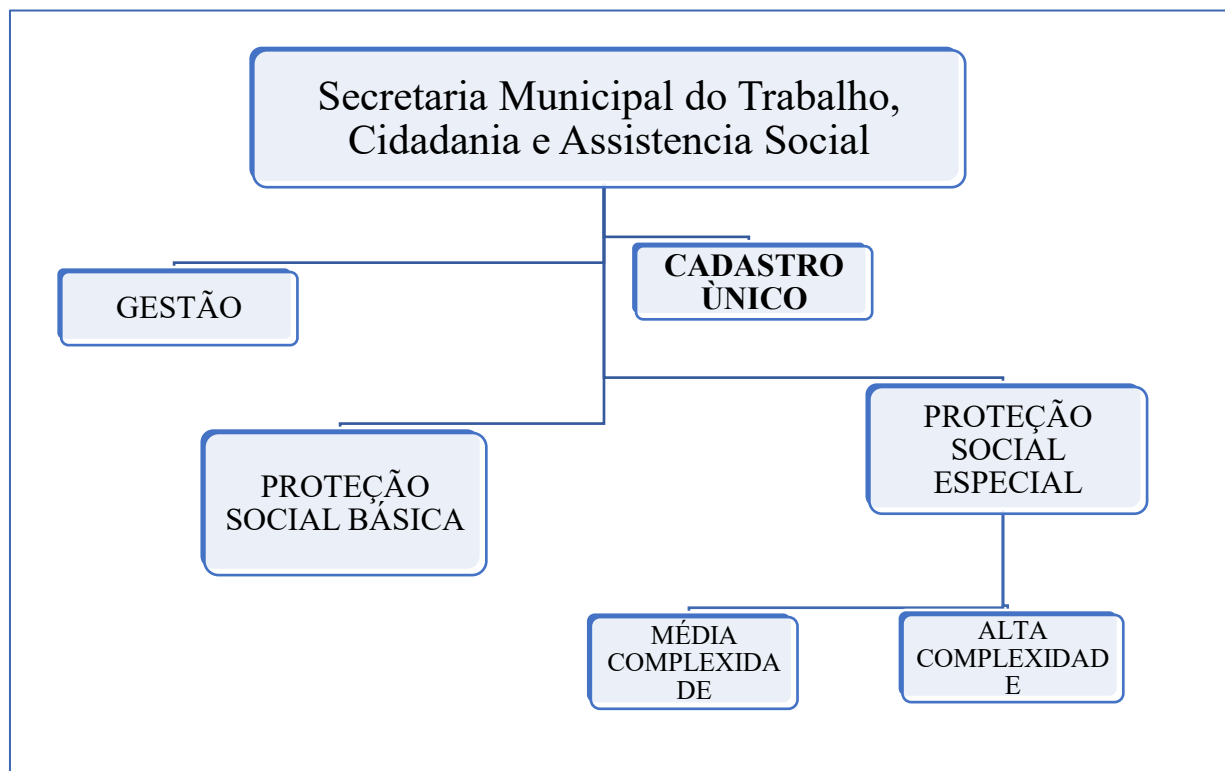 Secretaria Municipal do Trabalho,
Cidadania e Assistencia Social
CADASTRO
ÙNICO
GESTÃO
PROTEÇÃO
SOCIAL
ESPECIAL
PROTEÇÃO
SOCIAL BÁSICA
MÉDIA
COMPLEXIDA
DE
ALTA
COMPLEXIDAD
E